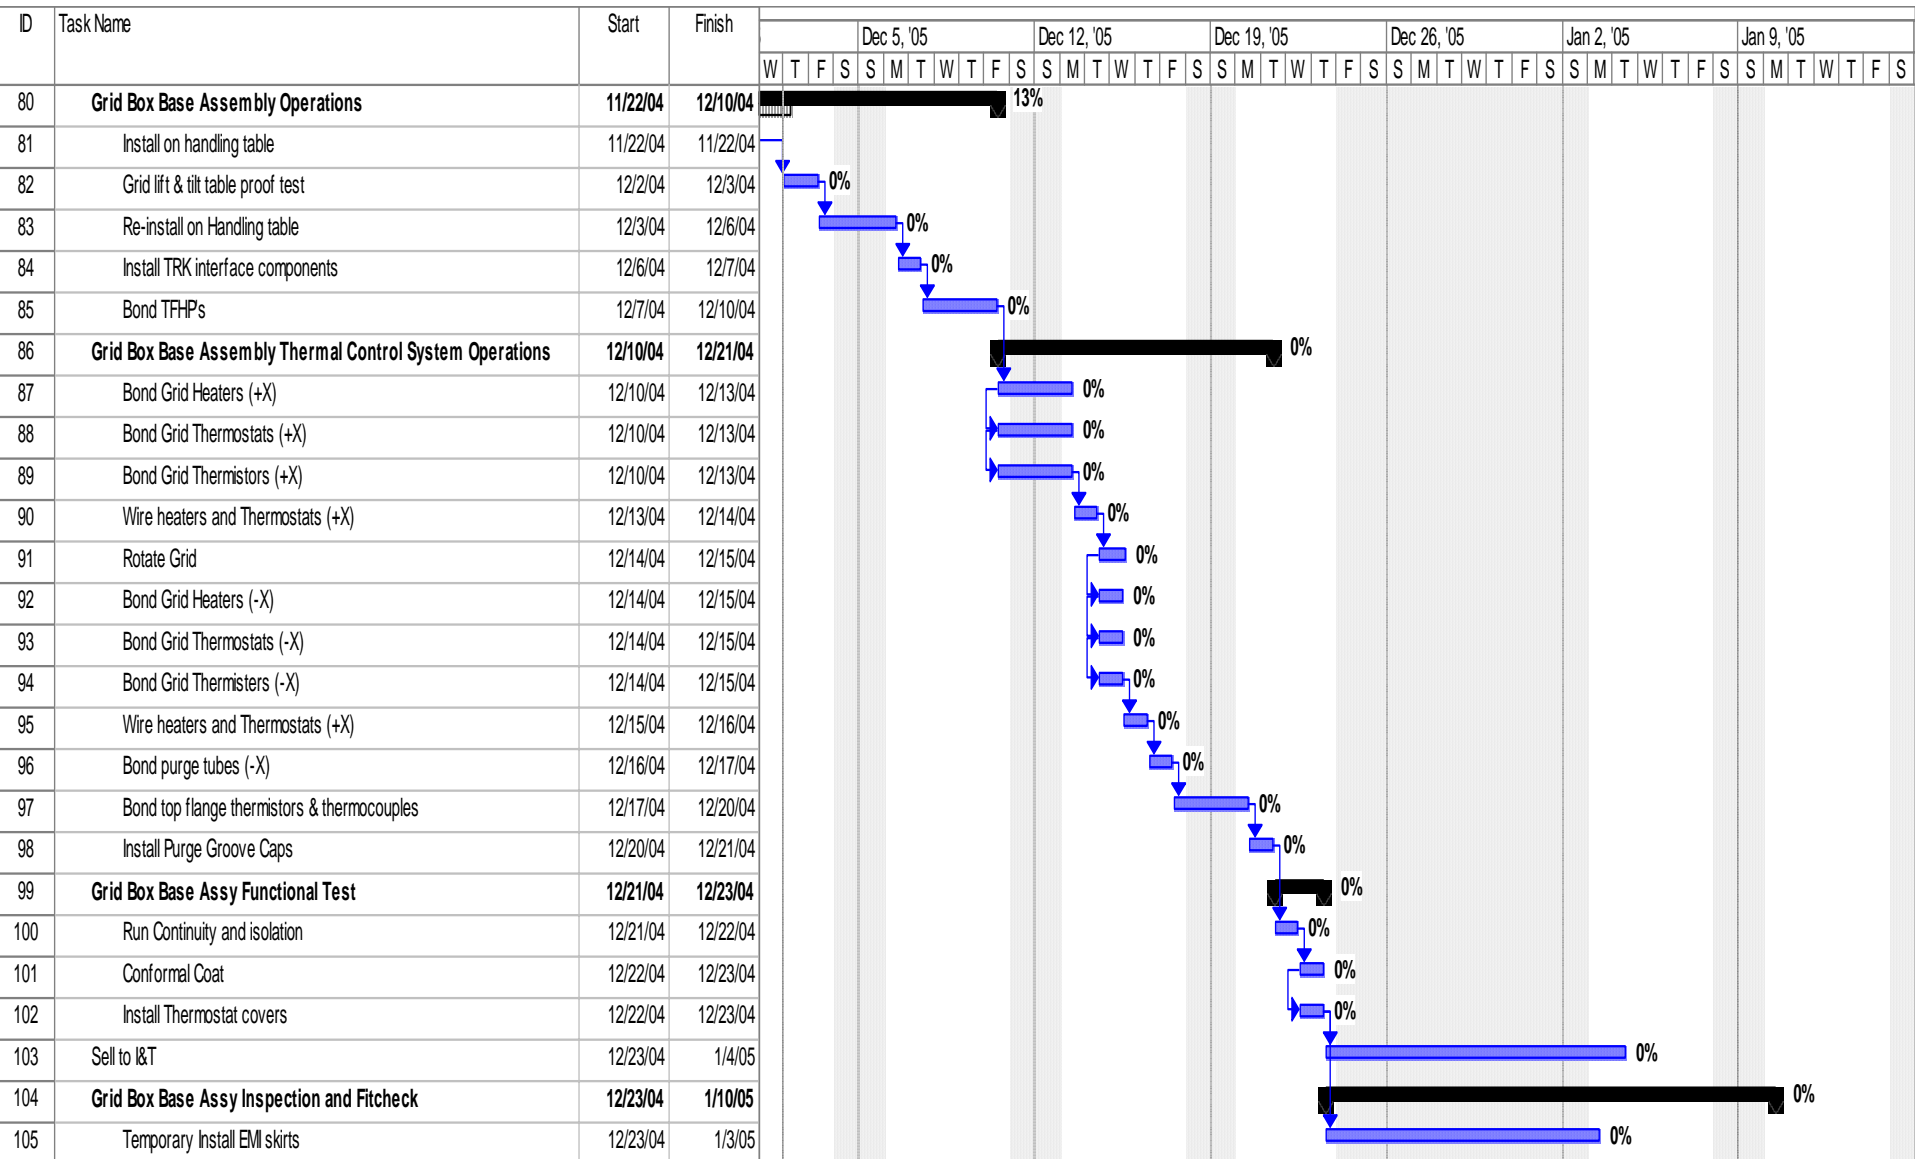 ID Task Name Start Finish
Dec 5, '05 Dec 12, '05 Dec 19, '05 Dec 26, '05 Jan 2, '05 Jan 9, '05
W T F S S M T W T F S S M T W T F S S M T W T F S S M T W T F S S M T W T F S S M T W T F S
80 Grid Box Base Assembly Operations 11/22/04 12/10/04 13%
81 Install on handling table 11/22/04 11/22/04
82 Grid lift & tilt table proof test 12/2/04 12/3/04 0%
83 Re-install on Handling table 12/3/04 12/6/04 0%
84 Install TRK interface components 12/6/04 12/7/04 0%
85 Bond TFHP's 12/7/04 12/10/04 0%
86 Grid Box Base Assembly Thermal Control System Operations 12/10/04 12/21/04 0%
87 Bond Grid Heaters (+X) 12/10/04 12/13/04 0%
88 Bond Grid Thermostats (+X) 12/10/04 12/13/04 0%
89 Bond Grid Thermistors (+X) 12/10/04 12/13/04 0%
90 Wire heaters and Thermostats (+X) 12/13/04 12/14/04 0%
91 Rotate Grid 12/14/04 12/15/04 0%
92 Bond Grid Heaters (-X) 12/14/04 12/15/04 0%
93 Bond Grid Thermostats (-X) 12/14/04 12/15/04 0%
94 Bond Grid Thermisters (-X) 12/14/04 12/15/04 0%
95 Wire heaters and Thermostats (+X) 12/15/04 12/16/04 0%
96 Bond purge tubes (-X) 12/16/04 12/17/04 0%
97 Bond top flange thermistors & thermocouples 12/17/04 12/20/04 0%
98 Install Purge Groove Caps 12/20/04 12/21/04 0%
99 Grid Box Base Assy Functional Test 12/21/04 12/23/04 0%
100 Run Continuity and isolation 12/21/04 12/22/04 0%
101 Conformal Coat 12/22/04 12/23/04 0%
102 Install Thermostat covers 12/22/04 12/23/04 0%
103 Sell to I&T 12/23/04 1/4/05 0%
104 Grid Box Base Assy Inspection and Fitcheck 12/23/04 1/10/05 0%
105 Temporary Install EMI skirts 12/23/04 1/3/05 0%